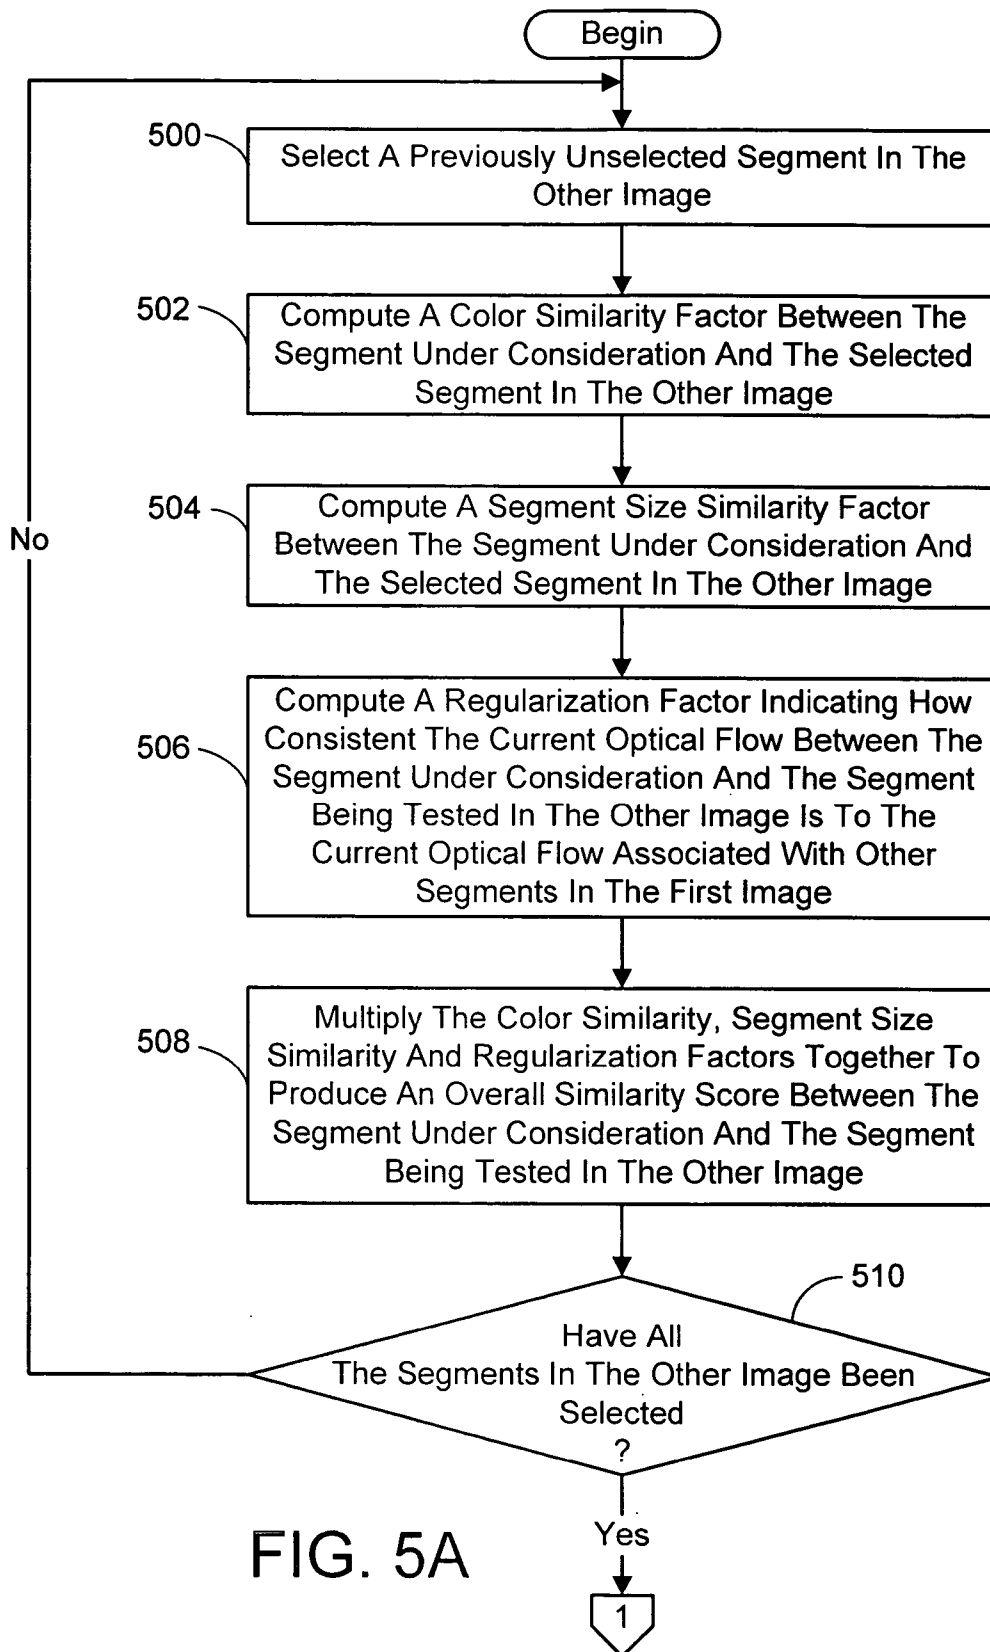 Begin
500
Select A Previously Unselected Segment In The
Other Image
502
Compute A Color Similarity Factor Between The
Segment Under Consideration And The Selected
Segment In The Other Image
504
Compute A Segment Size Similarity Factor
Between The Segment Under Consideration And
The Selected Segment In The Other Image
No
506
Compute A Regularization Factor Indicating How
Consistent The Current Optical Flow Between The
Segment Under Consideration And The Segment
Being Tested In The Other Image Is To The
Current Optical Flow Associated With Other
Segments In The First Image
508
Multiply The Color Similarity, Segment Size
Similarity And Regularization Factors Together To
Produce An Overall Similarity Score Between The
Segment Under Consideration And The Segment
Being Tested In The Other Image
510
Have All
The Segments In The Other Image Been
Selected
?
Yes
FIG. 5A
1